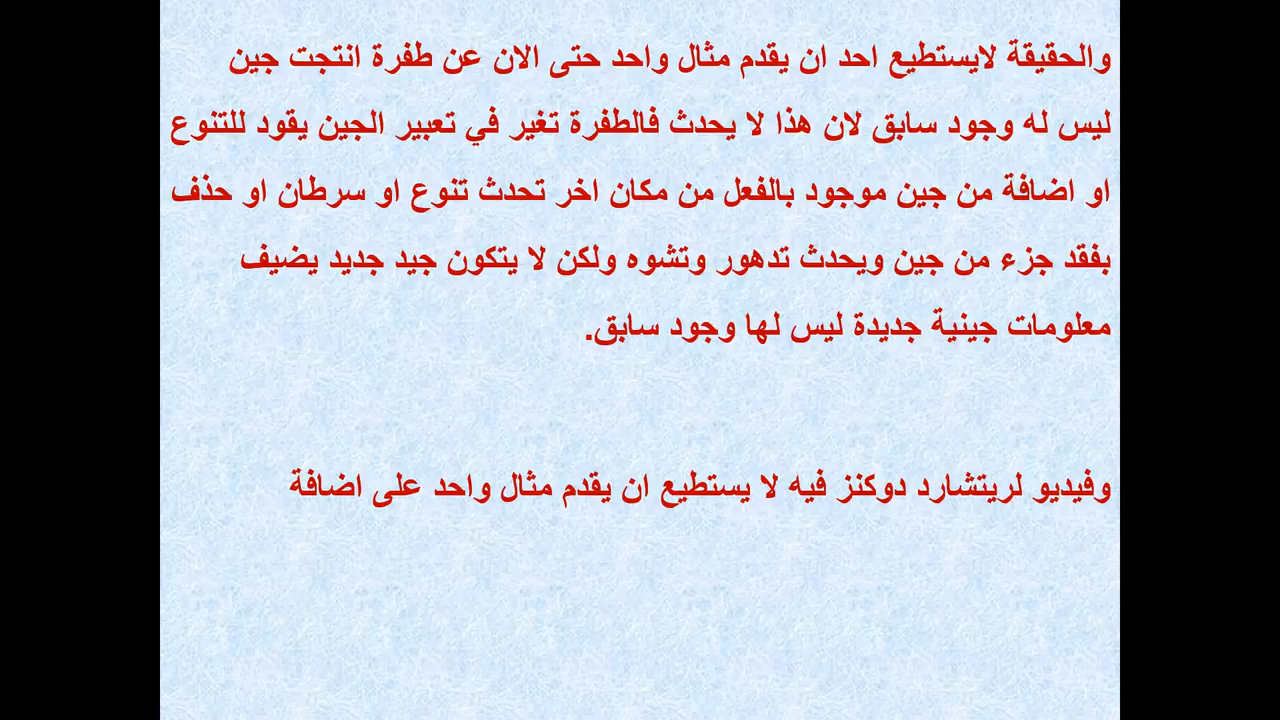 والحقيقة لايستطيع احد ان يقدم مثال واحد حتى الان عن طفرة انتجت جين
ليس له وجود سابق لان هذا لا يحدث فالطفرة تغير في تعبير الجين يقود للتنوع
او اضافة من جين موجود بالفعل من مكان اخر تحدث تنوع او سرطان او حذف
بفقد جزء من جين ويحدث تدهور وتشوه ولكن لا يتكون جيد جديد يضيف
معلومات جينية جديدة ليس لها وجود سابق.
وفيديو لريتشارد دوكنز فيه لا يستطيع ان يقدم مثال واحد على اضافة